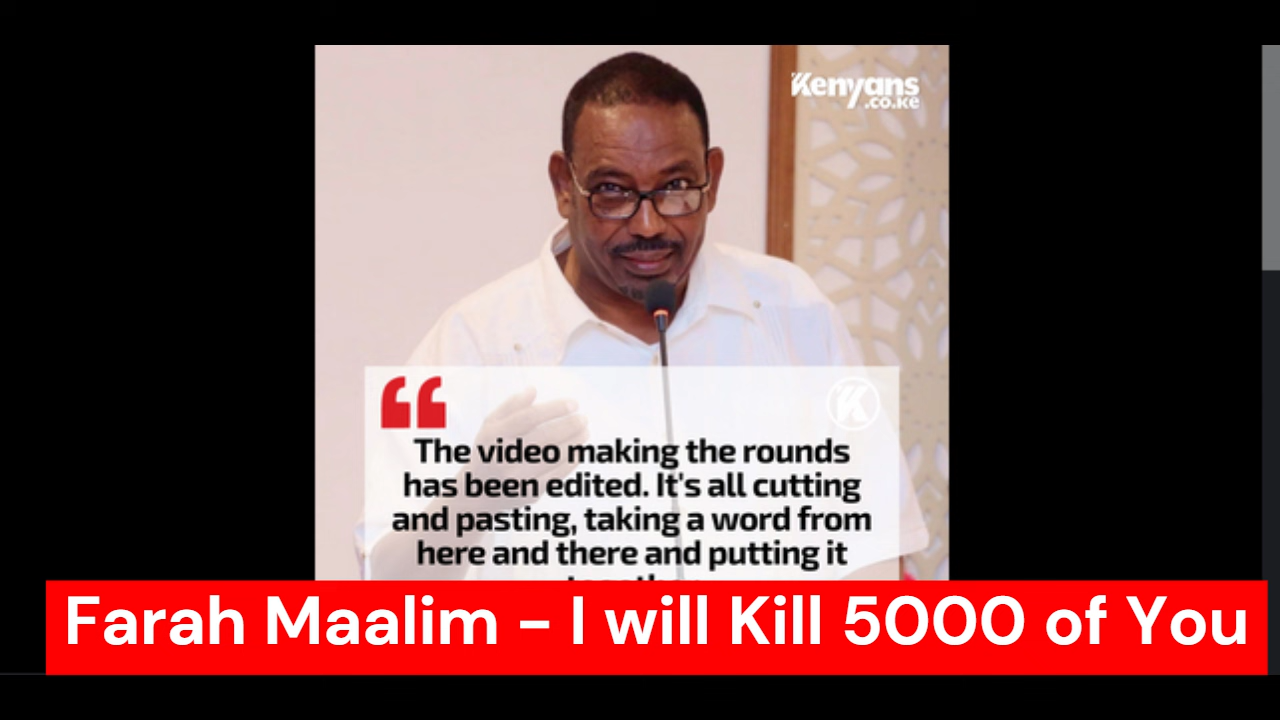 Kenyans
.co.ke
The video making the rounds
has been edited. It's all cutting
and pasting, taking a word from
here and there and putting it
Farah Maalim - I will Kill 5000 of You